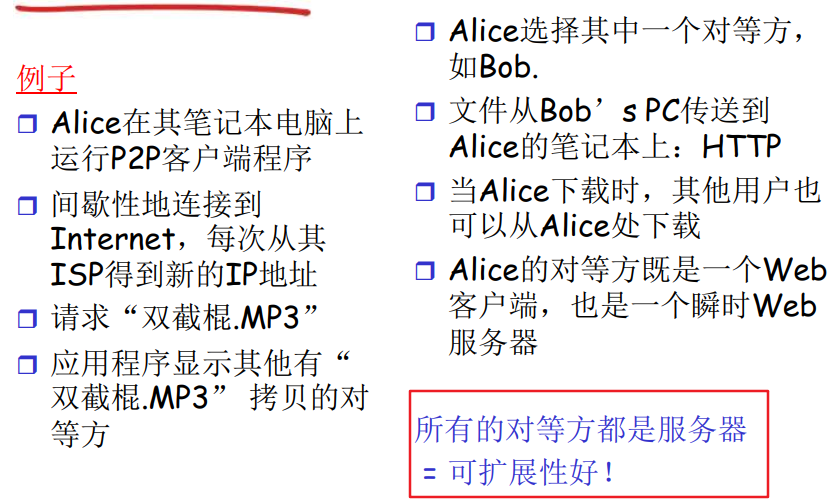 例子
Alice在其笔记本电脑上
运行P2P客户端程序
间歇性地连接到
Internet，每次从其
ISP得到新的IP地址
请求“双截棍.MP3”
应用程序显示其他有“
双截棍.MP3” 拷贝的对
等方
Alice选择其中一个对等方，
如Bob.
文件从Bob’s PC传送到
Alice的笔记本上：HTTP
当Alice下载时，其他用户也
可以从Alice处下载
Alice的对等方既是一个Web
客户端，也是一个瞬时Web
服务器
所有的对等方都是服务器
= 可扩展性好！